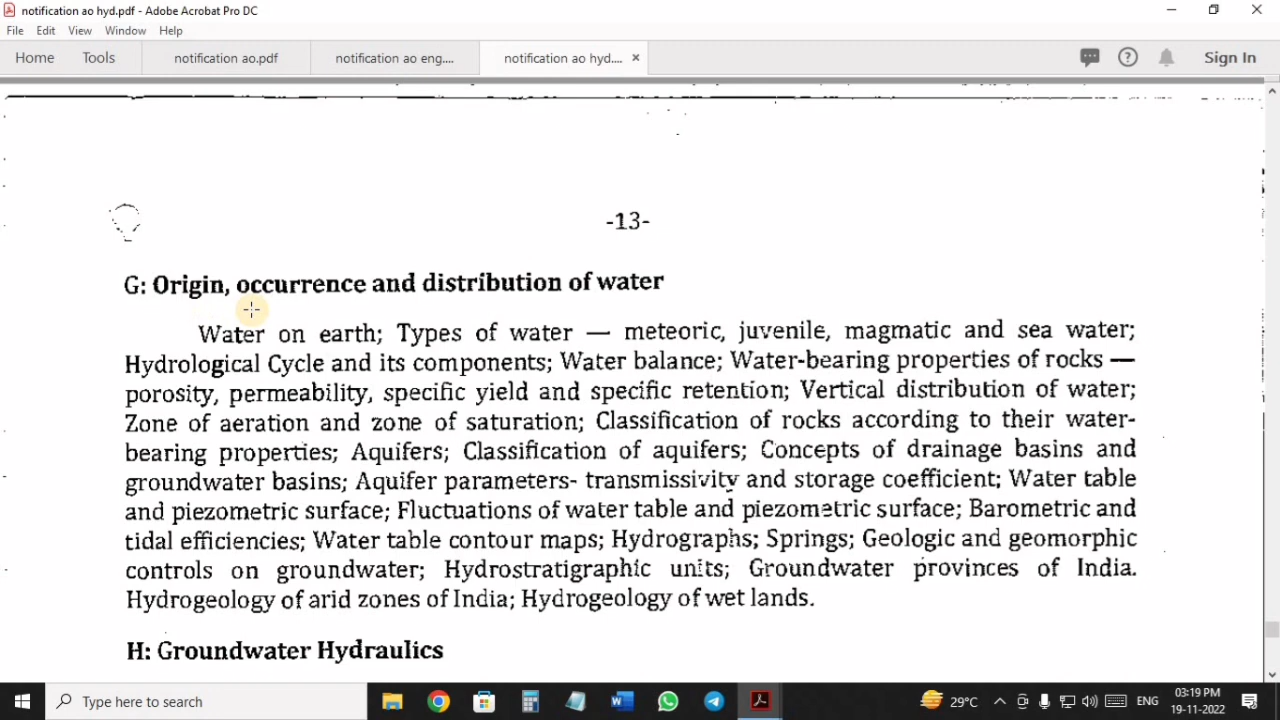 notification ao hyd.pdf - Adobe Acrobat Pro DC
File Edit View Window Help
Home Tools notification ao.pdf notification ao eng.... notification ao hyd.... × Sign In
-13-
G: Origin, occurrence and distribution of water
Water on earth; Types of water — meteoric, juvenile, magmatic and sea water;
Hydrological Cycle and its components; Water balance; Water-bearing properties of rocks —
porosity, permeability, specific yield and specific retention; Vertical distribution of water;
Zone of aeration and zone of saturation; Classification of rocks according to their water-
bearing properties; Aquifers; Classification of aquifers; Concepts of drainage basins and
groundwater basins; Aquifer parameters- transmissivity and storage coefficient; Water table
and piezometric surface; Fluctuations of water table and piezometric surface; Barometric and
tidal efficiencies; Water table contour maps; Hydrographs; Springs; Geologic and geomorphic
controls on groundwater; Hydrostratigraphic units; Groundwater provinces of India.
Hydrogeology of arid zones of India; Hydrogeology of wet lands.
H: Groundwater Hydraulics
Type here to search 29°C ENG 03:19 PM
19-11-2022